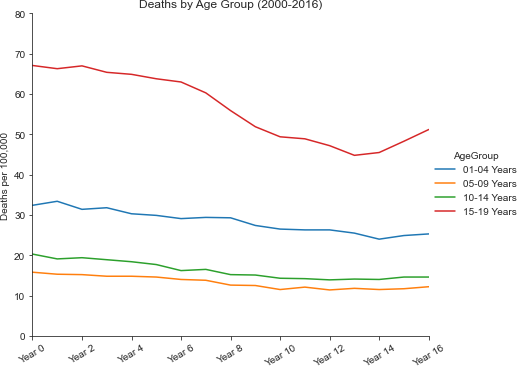 Deaths by Age Group (2000-2016)
80
70
60
50
40
30
20
10
0
Deaths per 100,000
Year 0
Year 2
Year 4
Year 6
Year 8
Year 10
Year 12
Year 14
Year 16
AgeGroup
01-04 Years
05-09 Years
10-14 Years
15-19 Years